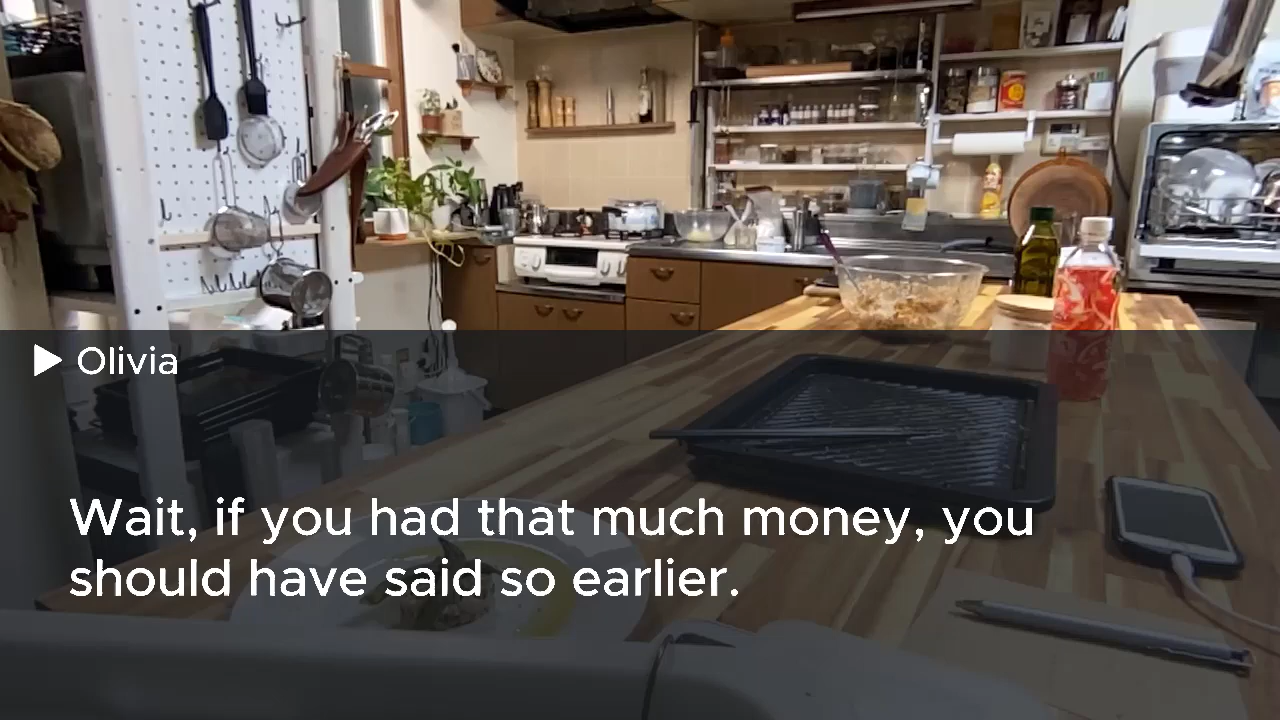 ▶ Olivia
Wait, if you had that much money, you
should have said so earlier.